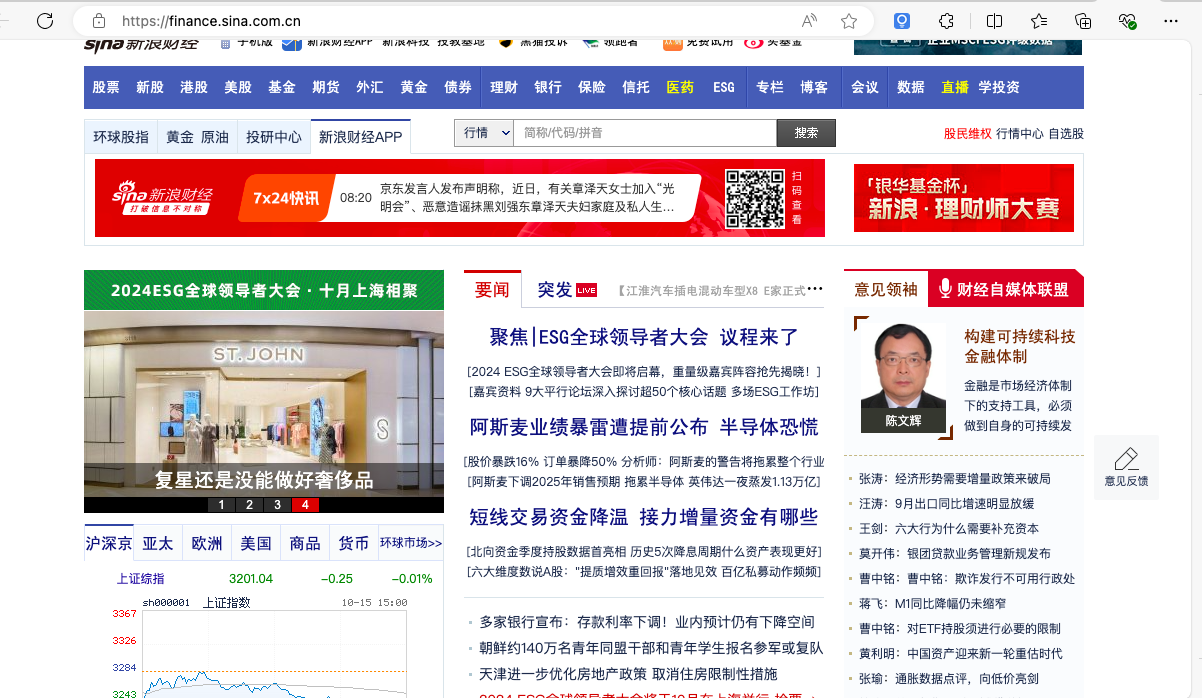 https://finance.sina.com.cn
sina新浪财经 手机版 新浪财经APP 新浪科技 投教基地 黑猫投诉 领跑者 免费试用 买基金
企业MSCI ESG评级数据
股票 新股 港股 美股 基金 期货 外汇 黄金 债券 理财 银行 保险 信托 医药 ESG 专栏 博客 会议 数据 直播 学投资
环球股指 黄金 原油 投研中心 新浪财经APP 行情 简称/代码/拼音 搜索 股民维权 行情中心 自选股
sina新浪财经
打破信息不对称
7x24快讯 08:20
京东发言人发布声明称，近日，有关章泽天女士加入“光
明会”、恶意造谣抹黑刘强东章泽天夫妇家庭及私人生...
扫
码
查
看
「银华基金杯」
新浪·理财师大赛
2024ESG全球领导者大会·十月上海相聚
ST. JOHN
复星还是没能做好奢侈品
1 2 3 4
沪深京 亚太 欧洲 美国 商品 货币 环球市场>>
上证综指 3201.04 -0.25 -0.01%
sh000001 上证指数 10-15 15:00
3367
3326
3284
3243
要闻 突发 LIVE 【江淮汽车插电混动车型X8 E家正式···
聚焦|ESG全球领导者大会 议程来了
[2024 ESG全球领导者大会即将启幕，重量级嘉宾阵容抢先揭晓！]
[嘉宾资料 9大平行论坛深入探讨超50个核心话题 多场ESG工作坊]
阿斯麦业绩暴雷遭提前公布 半导体恐慌
[股价暴跌16% 订单暴降50% 分析师：阿斯麦的警告将拖累整个行业
[阿斯麦下调2025年销售预期 拖累半导体 英伟达一夜蒸发1.13万亿]
短线交易资金降温 接力增量资金有哪些
[北向资金季度持股数据首亮相 历史5次降息周期什么资产表现更好]
[六大维度数说A股："提质增效重回报"落地见效 百亿私募动作频频]
多家银行宣布：存款利率下调！业内预计仍有下降空间
朝鲜约140万名青年同盟干部和青年学生报名参军或复队
天津进一步优化房地产政策 取消住房限制性措施
2024 ESG全球领导者大会将于10月在上海举行 抢票
意见领袖 财经自媒体联盟
陈文辉
构建可持续科技
金融体制
金融是市场经济体制
下的支持工具，必须
做到自身的可持续发
张涛：经济形势需要增量政策来破局
汪涛：9月出口同比增速明显放缓
王剑：六大行为什么需要补充资本
莫开伟：银团贷款业务管理新规发布
曹中铭：曹中铭：欺诈发行不可用行政处
蒋飞：M1同比降幅仍未缩窄
曹中铭：对ETF持股须进行必要的限制
黄利明：中国资产迎来新一轮重估时代
张瑜：通胀数据点评，向低价亮剑
意见反馈